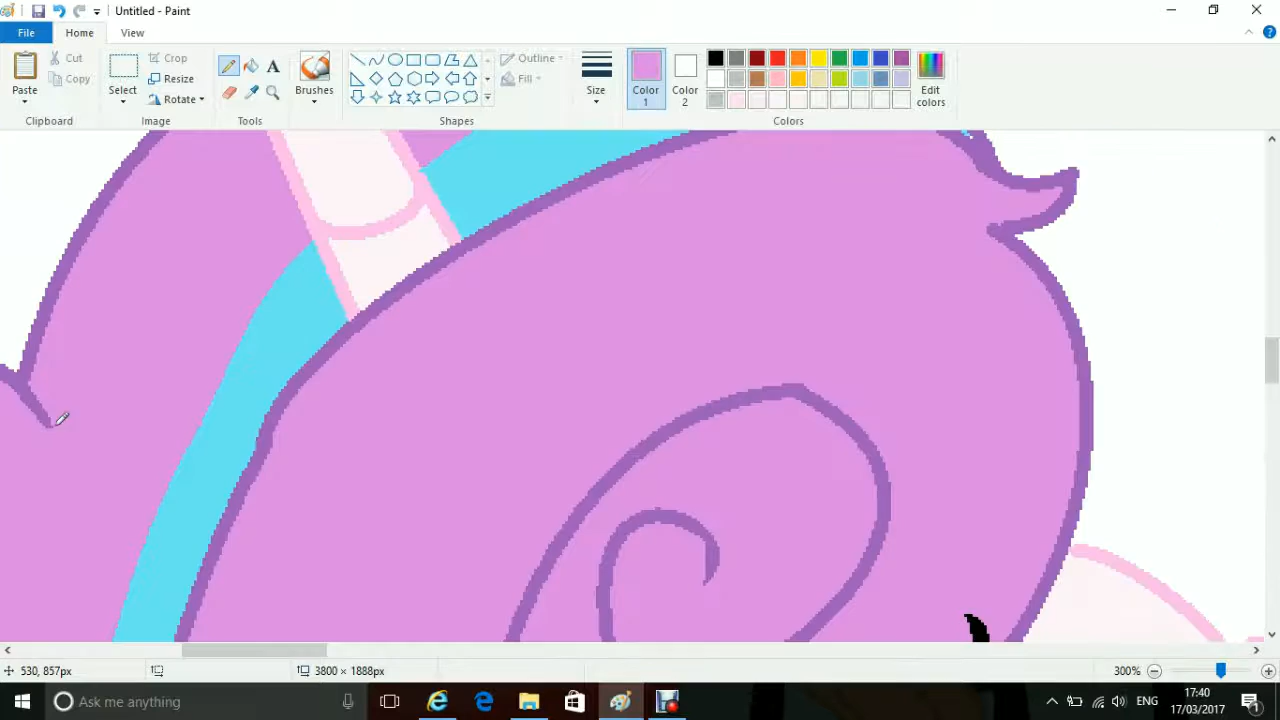 Untitled - Paint
File Home View
Paste
Cut
Copy
Clipboard
Select
Crop
Resize
Rotate
Image
Tools
Brushes
Shapes
Outline
Fill
Size
Color 1
Color 2
Edit colors
Colors
530, 857px
3800 × 1888px
300%
Ask me anything
ENG
17:40
17/03/2017